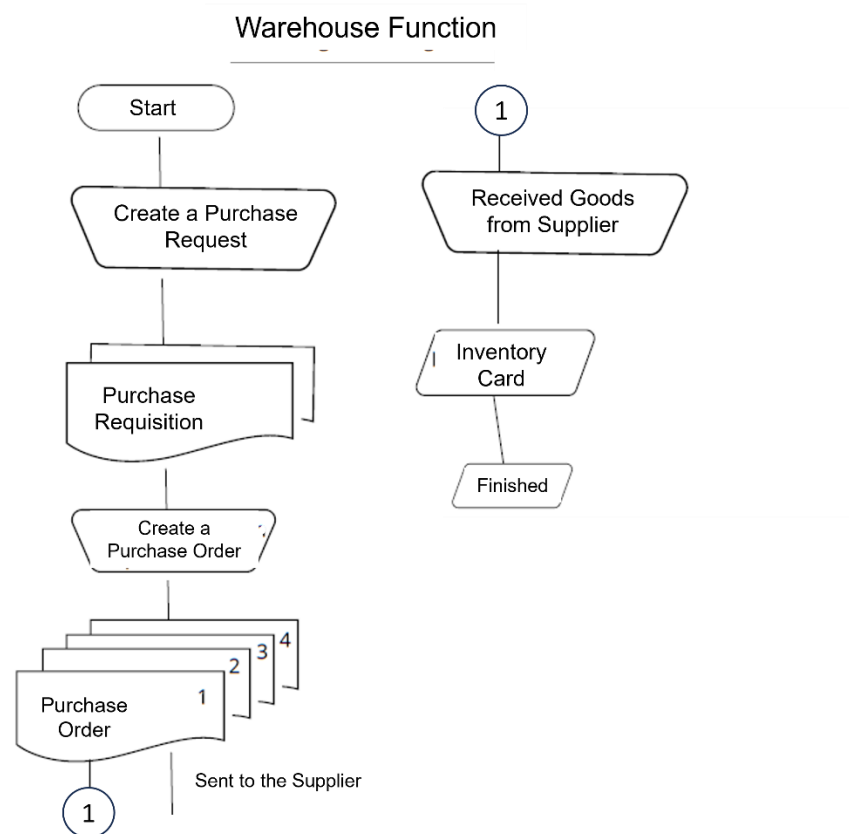 Warehouse Function
Start
Create a Purchase
Request
Purchase
Requisition
Create a
Purchase Order
4
3
2
1
Purchase
Order
Sent to the Supplier
1
1
Received Goods
from Supplier
Inventory
Card
Finished